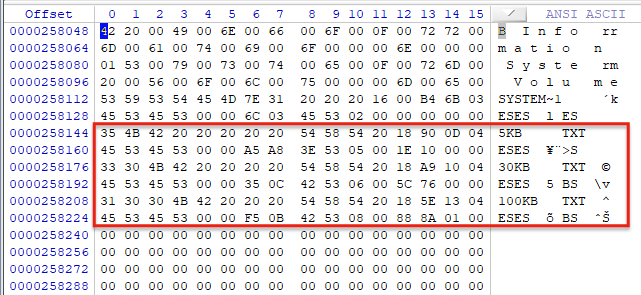 Offset 0 1 2 3 4 5 6 7 8 9 10 11 12 13 14 15 ANSI ASCII
0000258048 42 20 00 49 00 6E 00 66 00 6F 00 0F 00 72 72 00 B I n f o rr
0000258064 6D 00 61 00 74 00 69 00 6F 00 00 00 6E 00 00 00 m a t i o n
0000258080 01 53 00 79 00 73 00 74 00 65 00 0F 00 72 6D 00 S y s t e rm
0000258096 20 00 56 00 6F 00 6C 00 75 00 00 00 6D 00 65 00 V o l u m e
0000258112 53 59 53 54 45 4D 7E 31 20 20 20 16 00 B4 6B 03 SYSTEM~1 ´k
0000258128 45 53 45 53 00 00 6C 03 45 53 02 00 00 00 00 00 ESES l ES
0000258144 35 4B 42 20 20 20 20 20 54 58 54 20 18 90 0D 04 5KB TXT
0000258160 45 53 45 53 00 00 A5 A8 3E 53 05 00 1E 10 00 00 ESES ¥¨>S
0000258176 33 30 4B 42 20 20 20 20 54 58 54 20 18 A9 10 04 30KB TXT ©
0000258192 45 53 45 53 00 00 35 0C 42 53 06 00 5C 76 00 00 ESES 5 BS \v
0000258208 31 30 30 4B 42 20 20 20 54 58 54 20 18 5E 13 04 100KB TXT ^
0000258224 45 53 45 53 00 00 F5 0B 42 53 08 00 88 8A 01 00 ESES õ BS ˆŠ
0000258240 00 00 00 00 00 00 00 00 00 00 00 00 00 00 00 00
0000258256 00 00 00 00 00 00 00 00 00 00 00 00 00 00 00 00
0000258272 00 00 00 00 00 00 00 00 00 00 00 00 00 00 00 00
0000258288 00 00 00 00 00 00 00 00 00 00 00 00 00 00 00 00